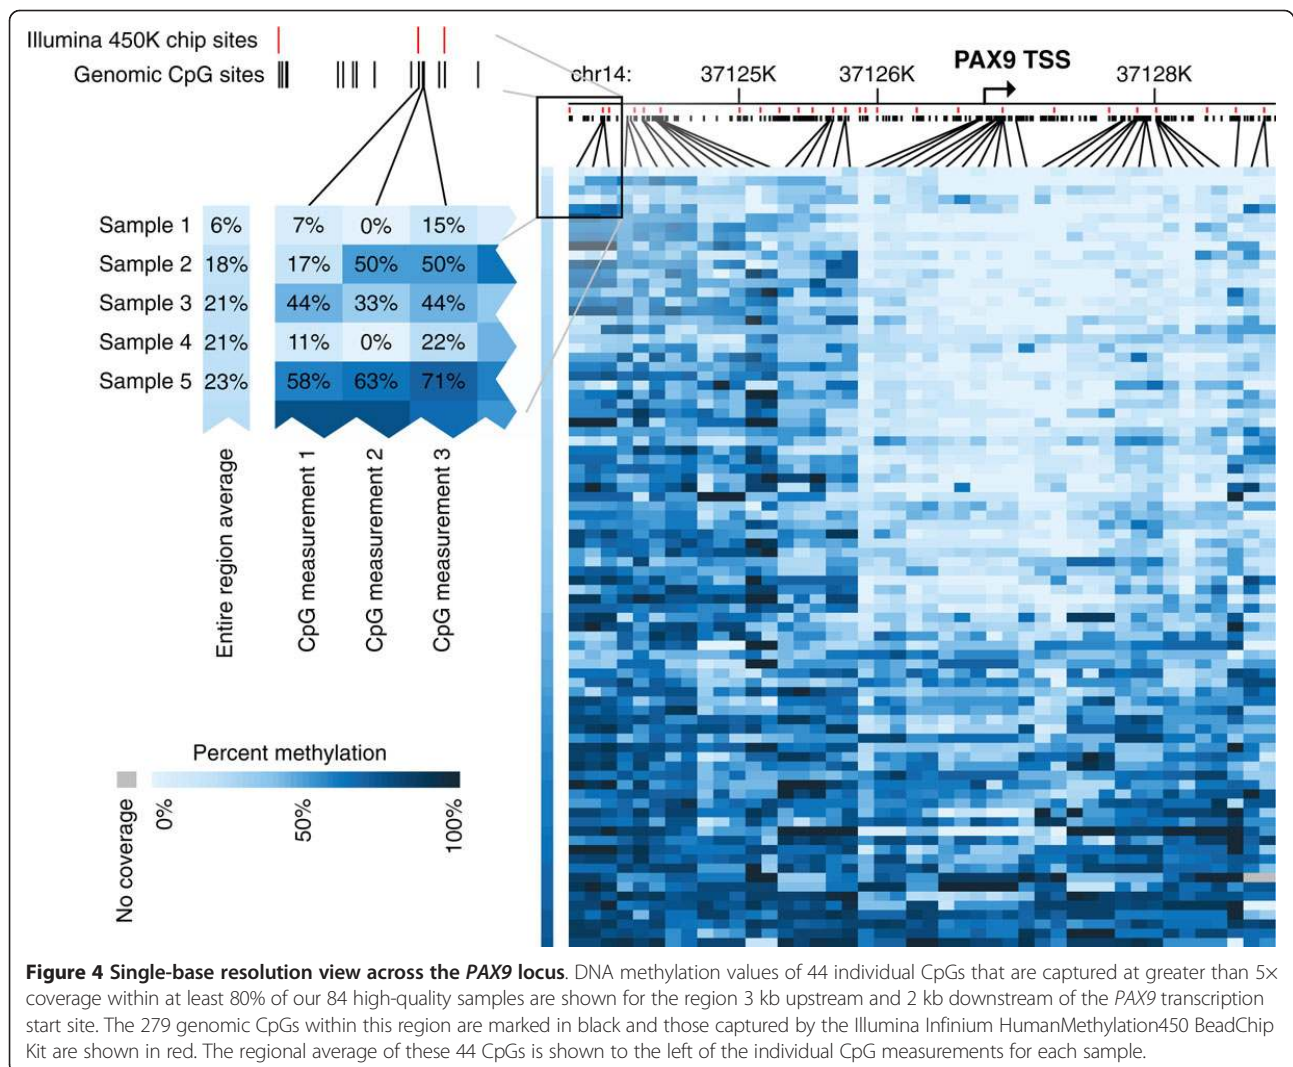 Illumina 450K chip sites
Genomic CpG sites
chr14: 37125K 37126K PAX9 TSS 37128K
Sample 1 6% 7% 0% 15%
Sample 2 18% 17% 50% 50%
Sample 3 21% 44% 33% 44%
Sample 4 21% 11% 0% 22%
Sample 5 23% 58% 63% 71%
Entire region average
CpG measurement 1
CpG measurement 2
CpG measurement 3
Percent methylation
No coverage
0%
50%
100%
Figure 4 Single-base resolution view across the PAX9 locus. DNA methylation values of 44 individual CpGs that are captured at greater than 5×
coverage within at least 80% of our 84 high-quality samples are shown for the region 3 kb upstream and 2 kb downstream of the PAX9 transcription
start site. The 279 genomic CpGs within this region are marked in black and those captured by the Illumina Infinium HumanMethylation450 BeadChip
Kit are shown in red. The regional average of these 44 CpGs is shown to the left of the individual CpG measurements for each sample.